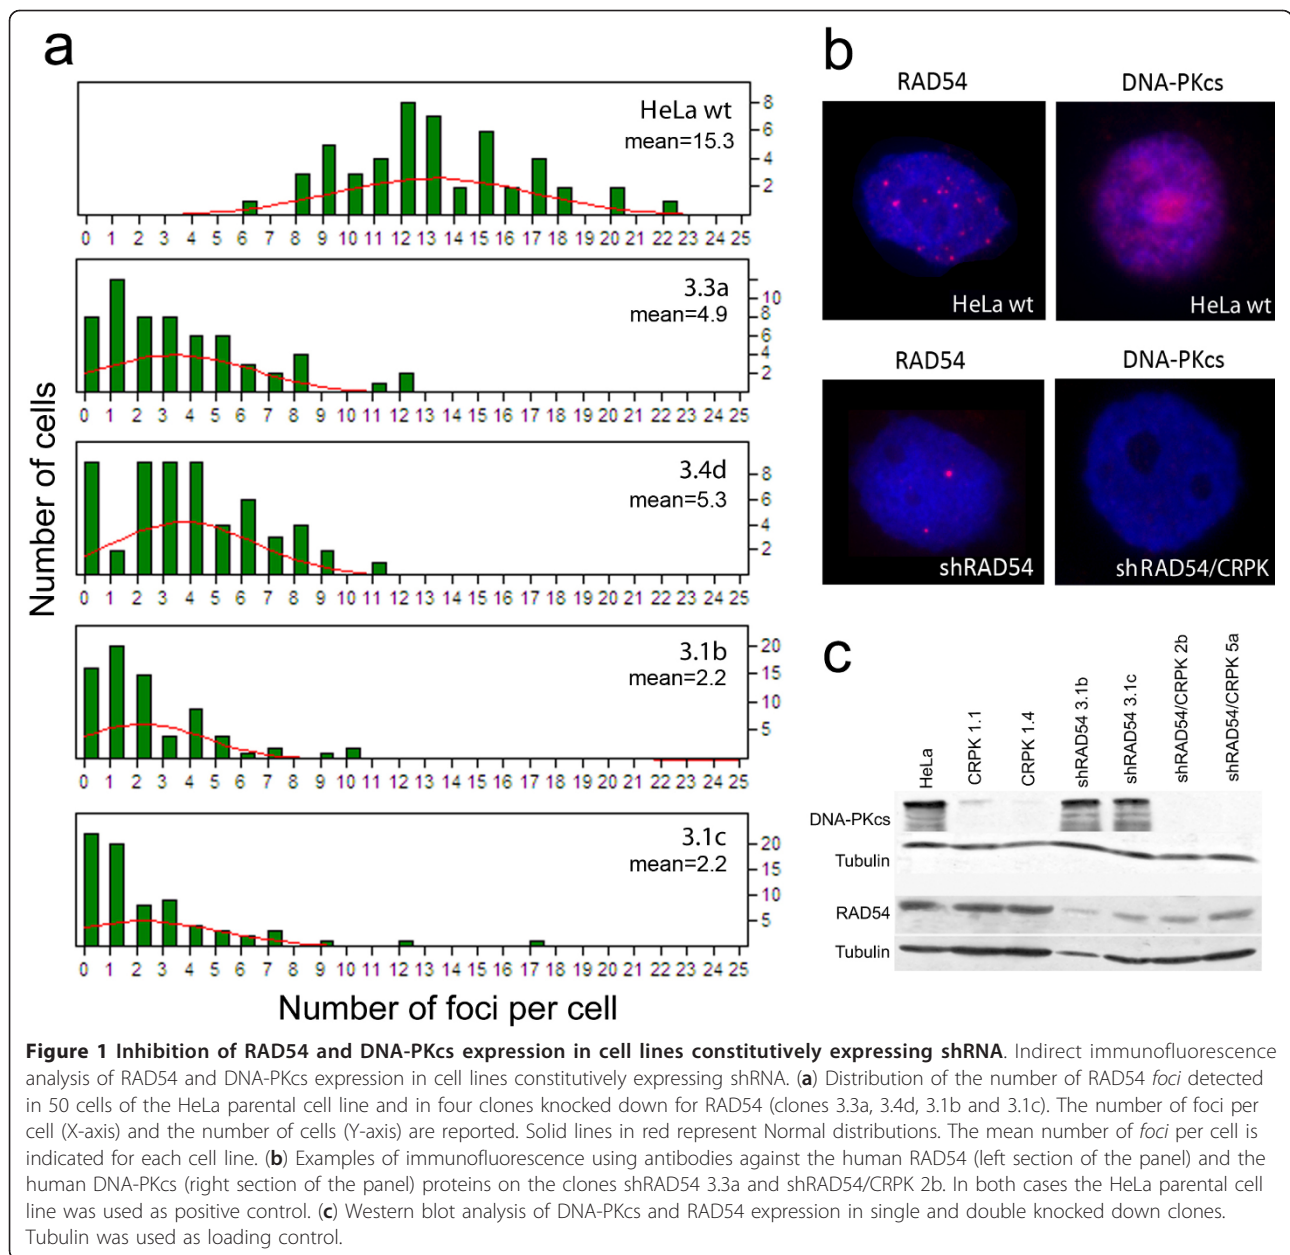 a
HeLa wt
mean=15.3
8
6
4
2
0 1 2 3 4 5 6 7 8 9 10 11 12 13 14 15 16 17 18 19 20 21 22 23 24 25
3.3a
mean=4.9
10
8
6
4
2
0 1 2 3 4 5 6 7 8 9 10 11 12 13 14 15 16 17 18 19 20 21 22 23 24 25
3.4d
mean=5.3
8
6
4
2
0 1 2 3 4 5 6 7 8 9 10 11 12 13 14 15 16 17 18 19 20 21 22 23 24 25
3.1b
mean=2.2
20
15
10
5
0 1 2 3 4 5 6 7 8 9 10 11 12 13 14 15 16 17 18 19 20 21 22 23 24 25
3.1c
mean=2.2
20
15
10
5
0 1 2 3 4 5 6 7 8 9 10 11 12 13 14 15 16 17 18 19 20 21 22 23 24 25
Number of cells
Number of foci per cell
b
RAD54 DNA-PKcs
HeLa wt HeLa wt
RAD54 DNA-PKcs
shRAD54 shRAD54/CRPK
c
HeLa
CRPK 1.1
CRPK 1.4
shRAD54 3.1b
shRAD54 3.1c
shRAD54/CRPK 2b
shRAD54/CRPK 5a
DNA-PKcs
Tubulin
RAD54
Tubulin
Figure 1 Inhibition of RAD54 and DNA-PKcs expression in cell lines constitutively expressing shRNA. Indirect immunofluorescence
analysis of RAD54 and DNA-PKcs expression in cell lines constitutively expressing shRNA. (a) Distribution of the number of RAD54 foci detected
in 50 cells of the HeLa parental cell line and in four clones knocked down for RAD54 (clones 3.3a, 3.4d, 3.1b and 3.1c). The number of foci per
cell (X-axis) and the number of cells (Y-axis) are reported. Solid lines in red represent Normal distributions. The mean number of foci per cell is
indicated for each cell line. (b) Examples of immunofluorescence using antibodies against the human RAD54 (left section of the panel) and the
human DNA-PKcs (right section of the panel) proteins on the clones shRAD54 3.3a and shRAD54/CRPK 2b. In both cases the HeLa parental cell
line was used as positive control. (c) Western blot analysis of DNA-PKcs and RAD54 expression in single and double knocked down clones.
Tubulin was used as loading control.